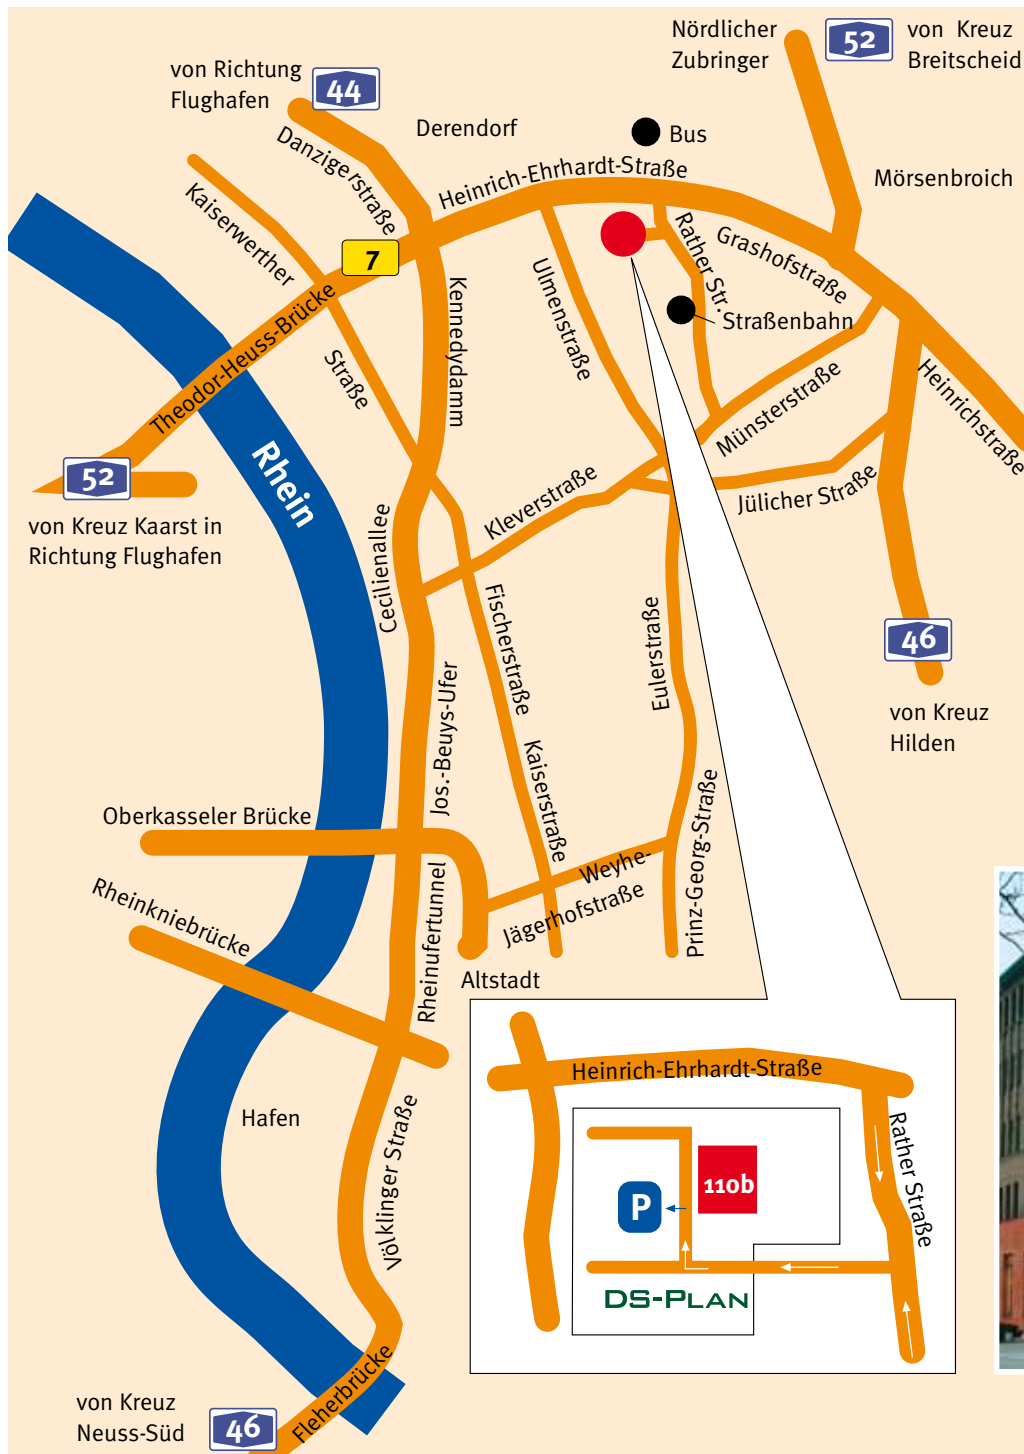 Nördlicher
Zubringer
52
von Kreuz
Breitscheid
von Richtung
Flughafen
44
Derendorf
Bus
Danzigerstraße
Heinrich-Ehrhardt-Straße
Mörsenbroich
Kaiserwerther
Straße
7
Rather Str.
Grashofstraße
Ulmenstraße
Kennedydamm
Straßenbahn
Theodor-Heuss-Brücke
Münsterstraße
Heinrichstraße
52
von Kreuz Kaarst in
Richtung Flughafen
Rhein
Kleverstraße
Jülicher Straße
Cecilienallee
Fischerstraße
Eulerstraße
46
von Kreuz
Hilden
Jos.-Beuys-Ufer
Kaiserstraße
Prinz-Georg-Straße
Oberkasseler Brücke
Weyhe-
Jägerhofstraße
Rheinkniebrücke
Rheinufertunnel
Altstadt
Hafen
Völklinger Straße
Heinrich-Ehrhardt-Straße
Rather Straße
110b
P
DS-PLAN
Fleherbrücke
von Kreuz
Neuss-Süd
46